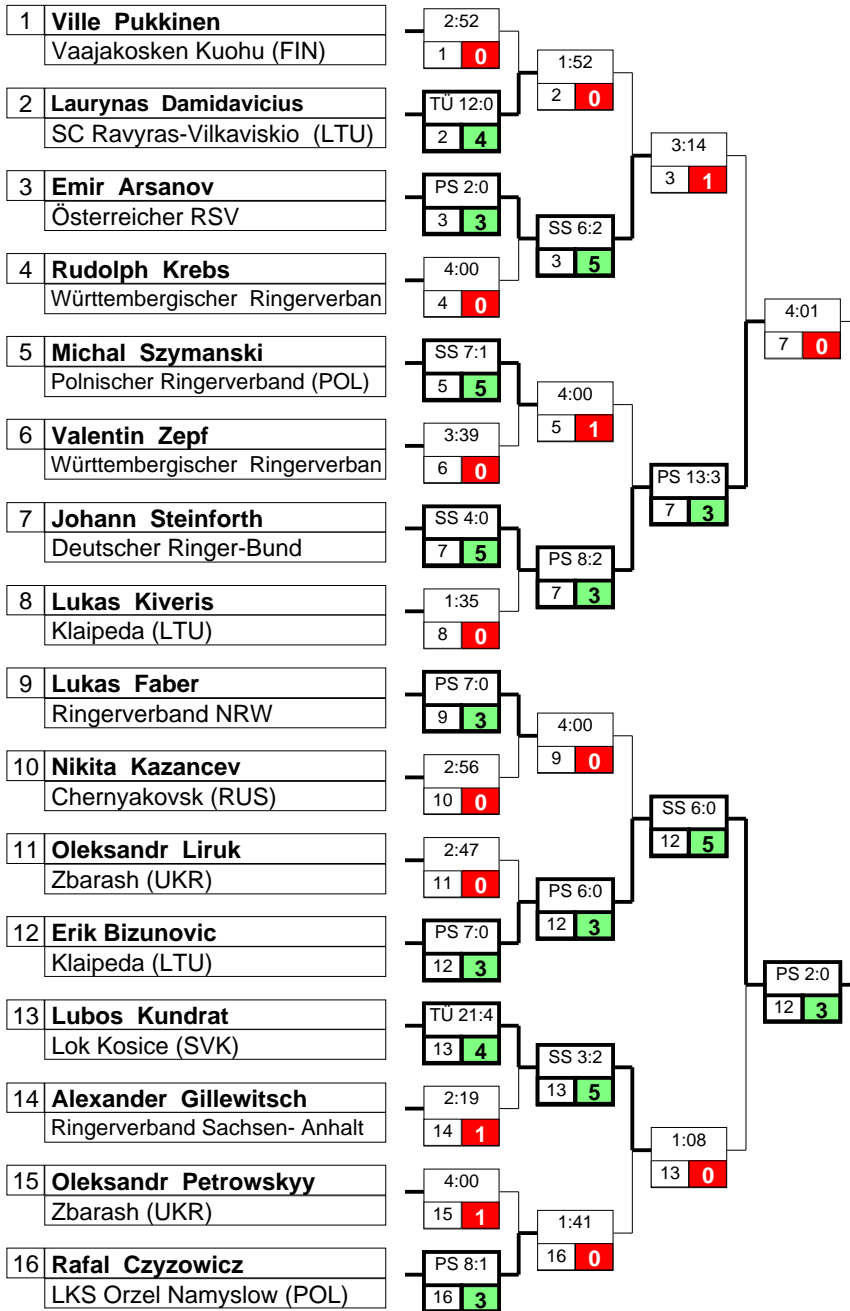 1 Ville Pukkinen
Vaajakosken Kuohu (FIN)
2 Laurynas Damidavicius
SC Ravyras-Vilkaviskio (LTU)
3 Emir Arsanov
Österreicher RSV
4 Rudolph Krebs
Württembergischer Ringerverban
5 Michal Szymanski
Polnischer Ringerverband (POL)
6 Valentin Zepf
Württembergischer Ringerverban
7 Johann Steinforth
Deutscher Ringer-Bund
8 Lukas Kiveris
Klaipeda (LTU)
9 Lukas Faber
Ringerverband NRW
10 Nikita Kazancev
Chernyakovsk (RUS)
11 Oleksandr Liruk
Zbarash (UKR)
12 Erik Bizunovic
Klaipeda (LTU)
13 Lubos Kundrat
Lok Kosice (SVK)
14 Alexander Gillewitsch
Ringerverband Sachsen- Anhalt
15 Oleksandr Petrowskyy
Zbarash (UKR)
16 Rafal Czyzowicz
LKS Orzel Namyslow (POL)
2:52
1 0
TÜ 12:0
2 4
PS 2:0
3 3
4:00
4 0
SS 7:1
5 5
3:39
6 0
SS 4:0
7 5
1:35
8 0
PS 7:0
9 3
2:56
10 0
2:47
11 0
PS 7:0
12 3
TÜ 21:4
13 4
2:19
14 1
4:00
15 1
PS 8:1
16 3
1:52
2 0
SS 6:2
3 5
4:00
5 1
PS 8:2
7 3
4:00
9 0
PS 6:0
12 3
SS 3:2
13 5
1:41
16 0
3:14
3 1
PS 13:3
7 3
SS 6:0
12 5
1:08
13 0
4:01
7 0
PS 2:0
12 3